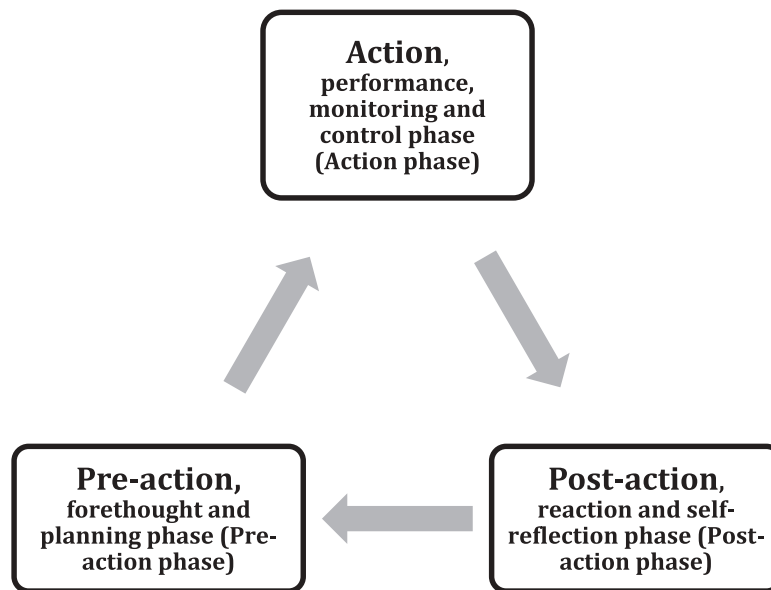 Action,
performance,
monitoring and
control phase
(Action phase)
Pre-action,
forethought and
planning phase (Pre-
action phase)
Post-action,
reaction and self-
reflection phase (Post-
action phase)